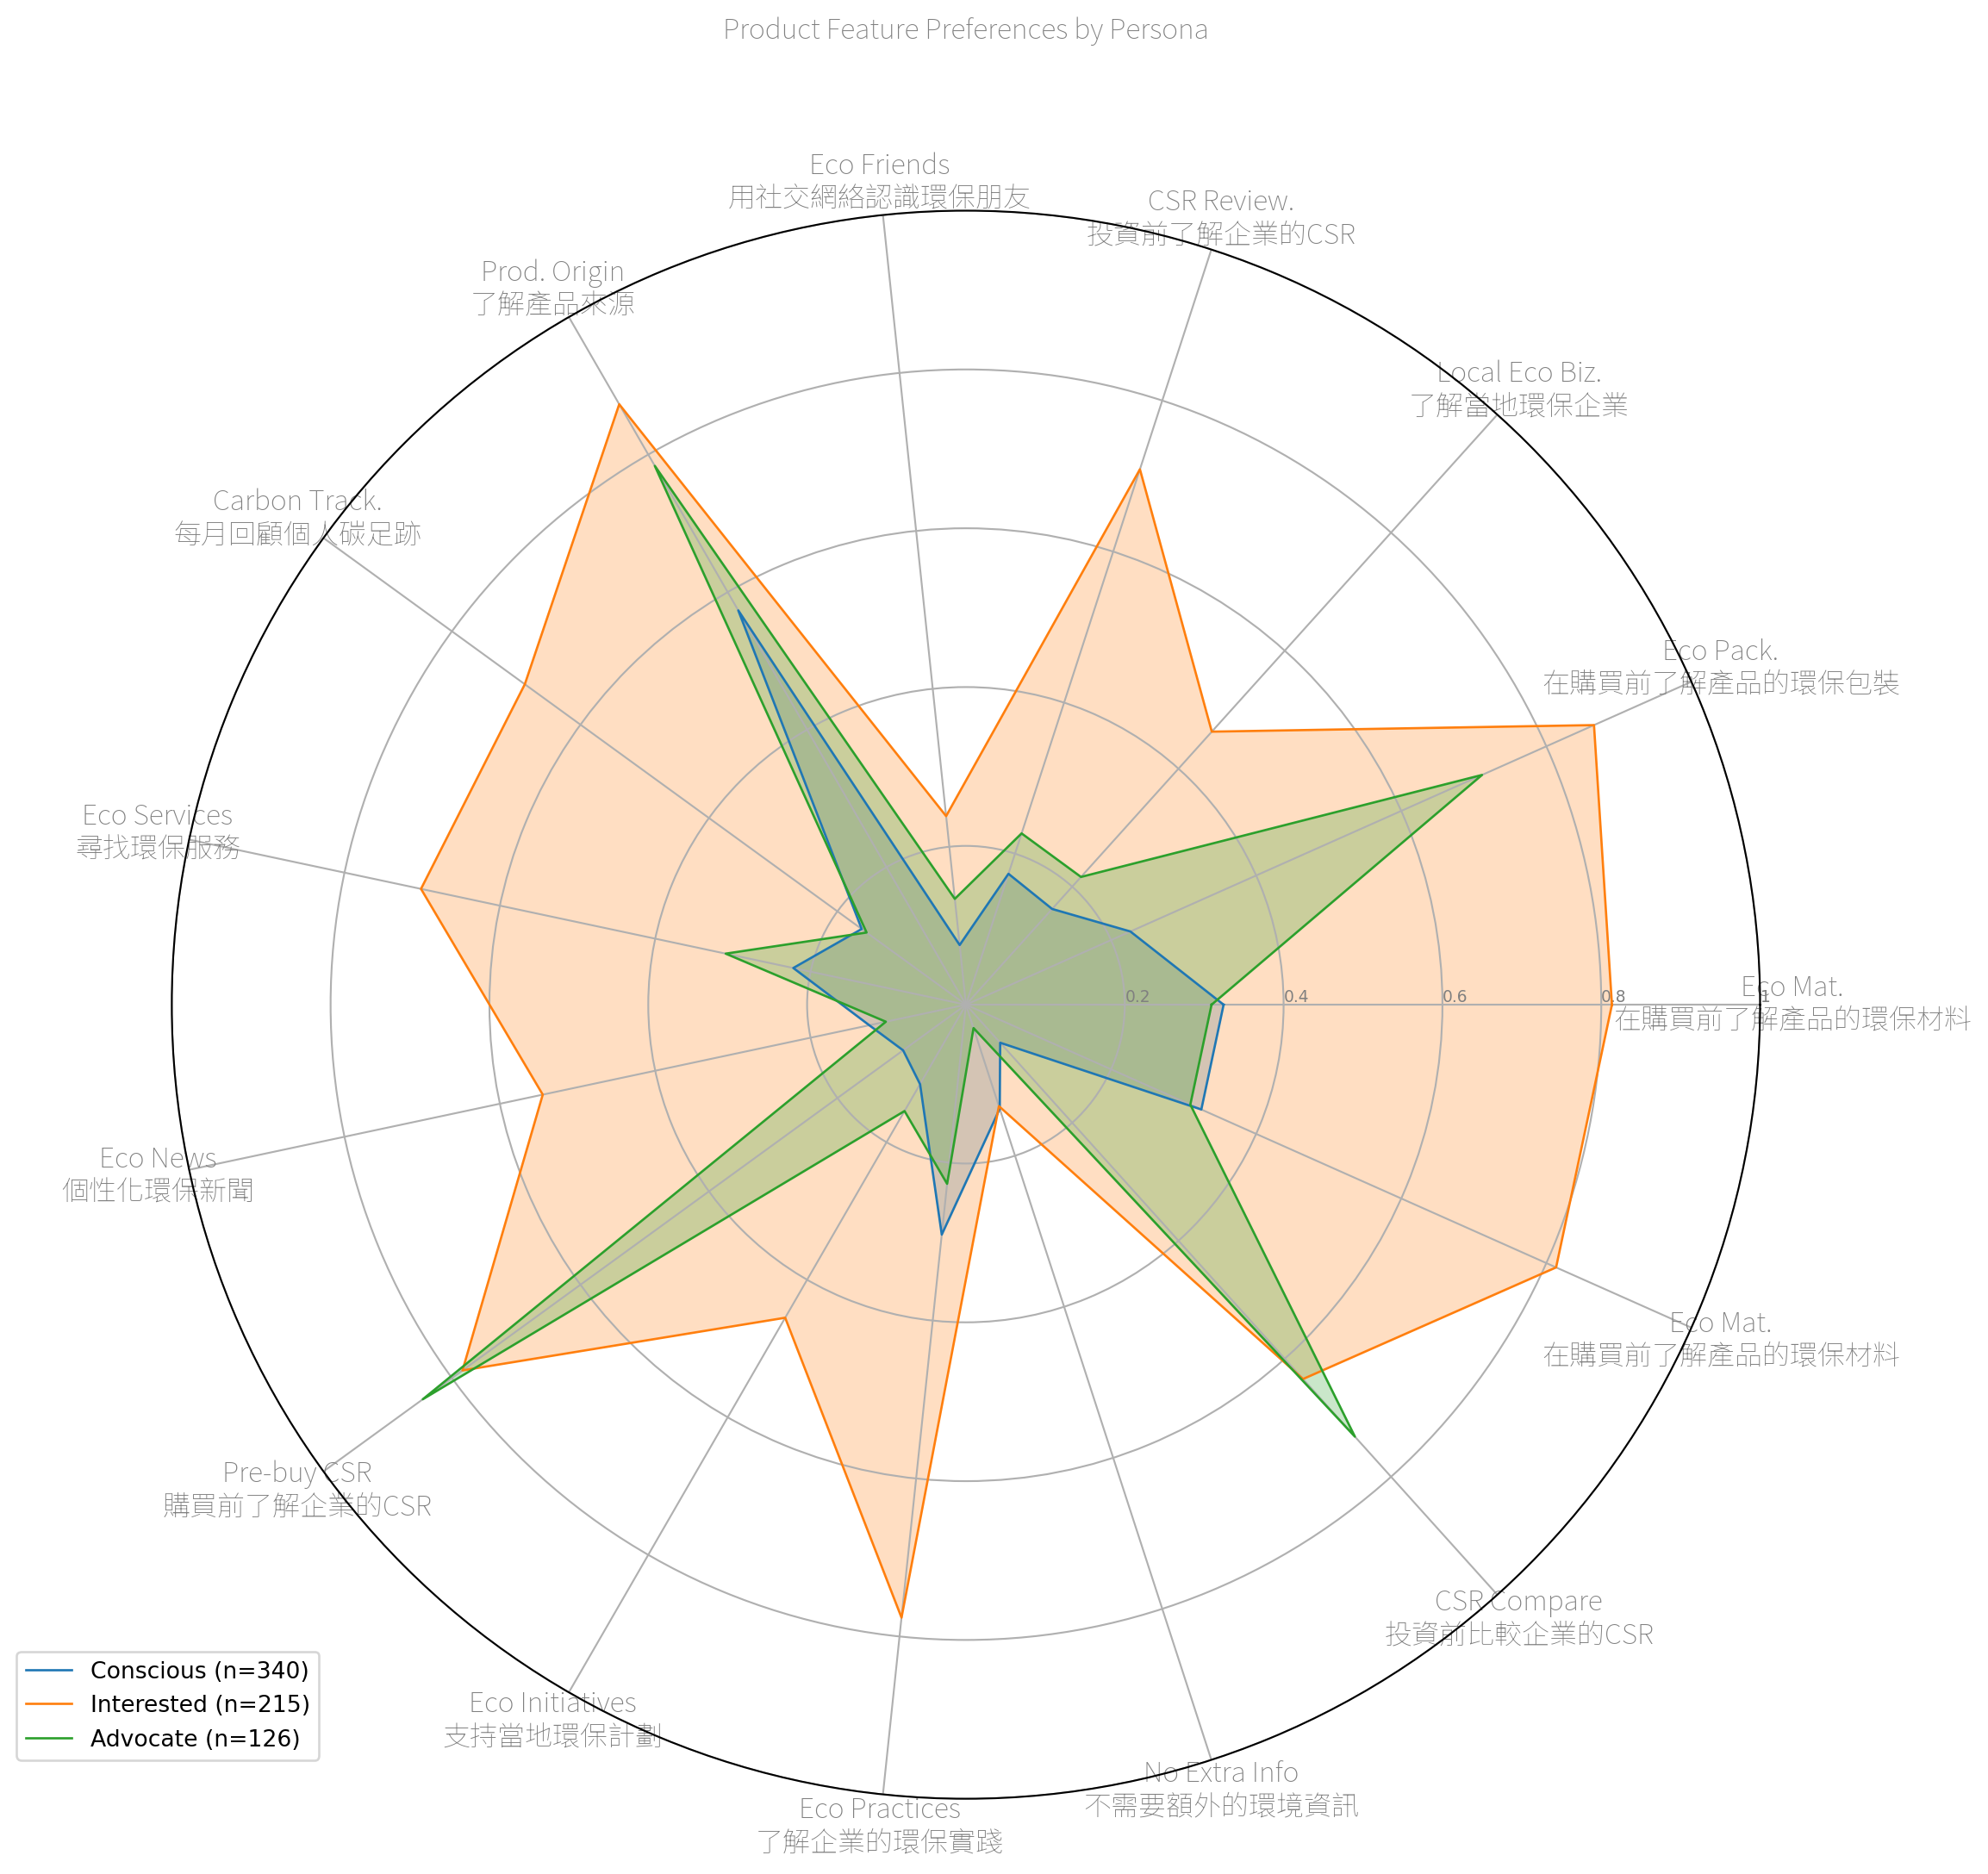 Product Feature Preferences by Persona
Eco Friends
用社交網絡認識環保朋友
CSR Review.
投資前了解企業的CSR
Prod. Origin
了解產品來源
Local Eco Biz.
了解當地環保企業
Carbon Track.
每月回顧個人碳足跡
Eco Pack.
在購買前了解產品的環保包裝
Eco Services
尋找環保服務
Eco Mat.
在購買前了解產品的環保材料
0.2
0.4
0.6
0.8
1
Eco News
個性化環保新聞
Eco Mat.
在購買前了解產品的環保材料
Pre-buy CSR
購買前了解企業的CSR
CSR Compare
投資前比較企業的CSR
Eco Initiatives
支持當地環保計劃
No Extra Info
不需要額外的環境資訊
Eco Practices
了解企業的環保實踐
Conscious (n=340)
Interested (n=215)
Advocate (n=126)